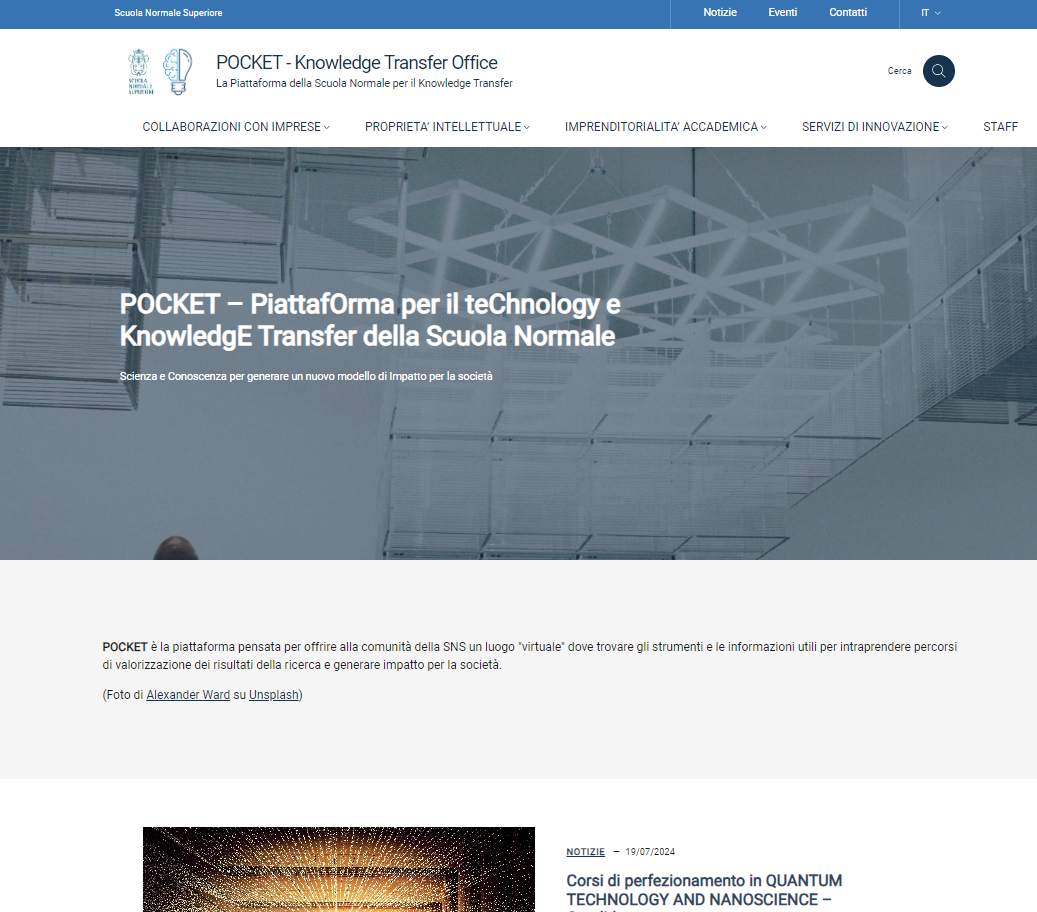 Scuola Normale Superiore
Notizie Eventi Contatti IT
SCUOLA
NORMALE
SUPERIORE
POCKET - Knowledge Transfer Office
La Piattaforma della Scuola Normale per il Knowledge Transfer
Cerca
COLLABORAZIONI CON IMPRESE PROPRIETA' INTELLETTUALE IMPRENDITORIALITA' ACCADEMICA SERVIZI DI INNOVAZIONE STAFF
POCKET – PiattafOrma per il teChnology e
KnowledgE Transfer della Scuola Normale
Scienza e Conoscenza per generare un nuovo modello di Impatto per la società
POCKET è la piattaforma pensata per offrire alla comunità della SNS un luogo "virtuale" dove trovare gli strumenti e le informazioni utili per intraprendere percorsi
di valorizzazione dei risultati della ricerca e generare impatto per la società.
(Foto di Alexander Ward su Unsplash)
NOTIZIE — 19/07/2024
Corsi di perfezionamento in QUANTUM
TECHNOLOGY AND NANOSCIENCE –